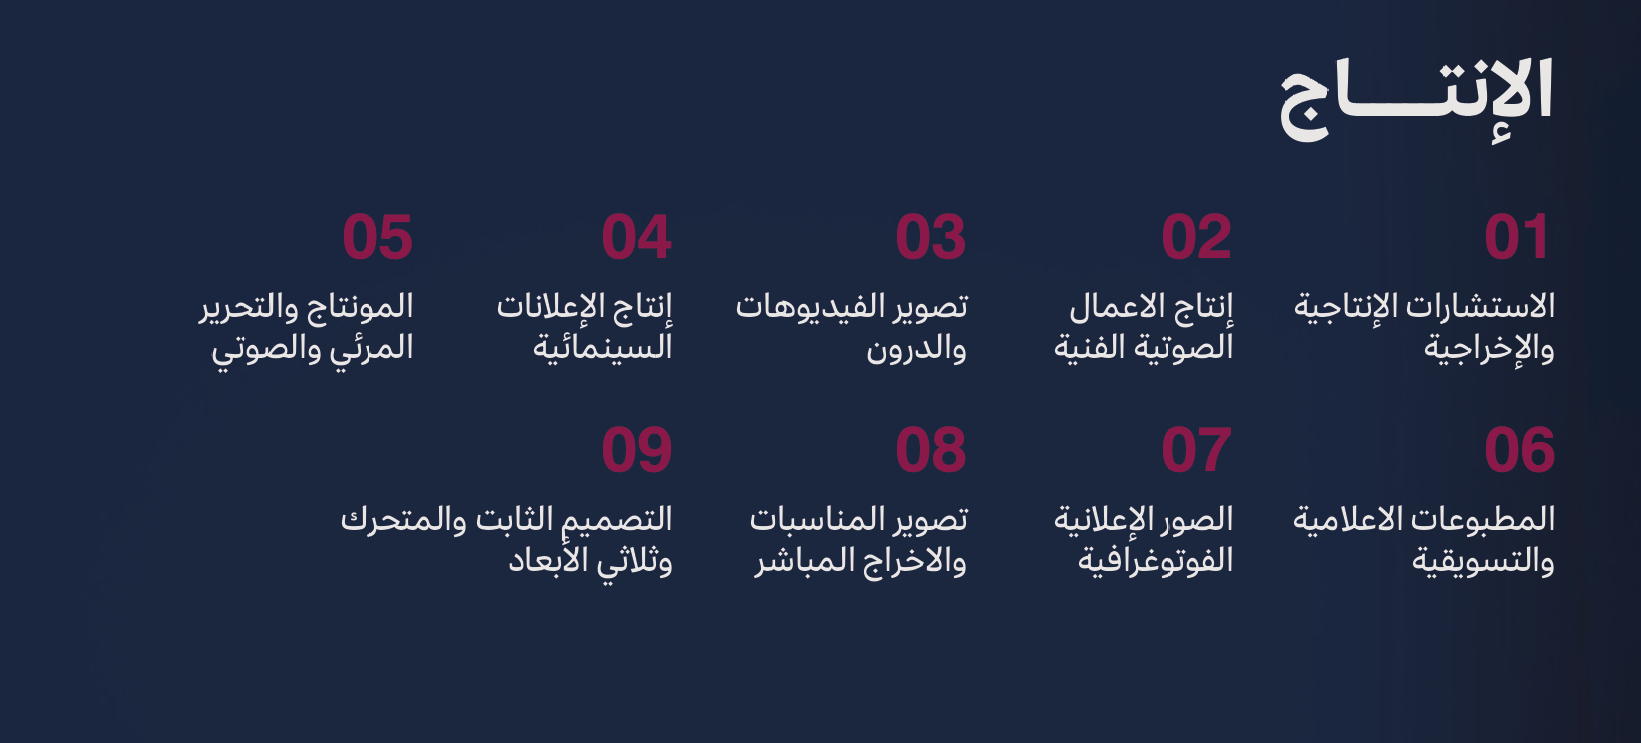 الإنتـــاج
01
الاستشارات الإنتاجية
والإخراجية
02
إنتاج الاعمال
الصوتية الفنية
03
تصوير الفيديوهات
والدرون
04
إنتاج الإعلانات
السينمائية
05
المونتاج والتحرير
المرئي والصوتي
06
المطبوعات الاعلامية
والتسويقية
07
الصور الإعلانية
الفوتوغرافية
08
تصوير المناسبات
والاخراج المباشر
09
التصميم الثابت والمتحرك
وثلاثي الأبعاد